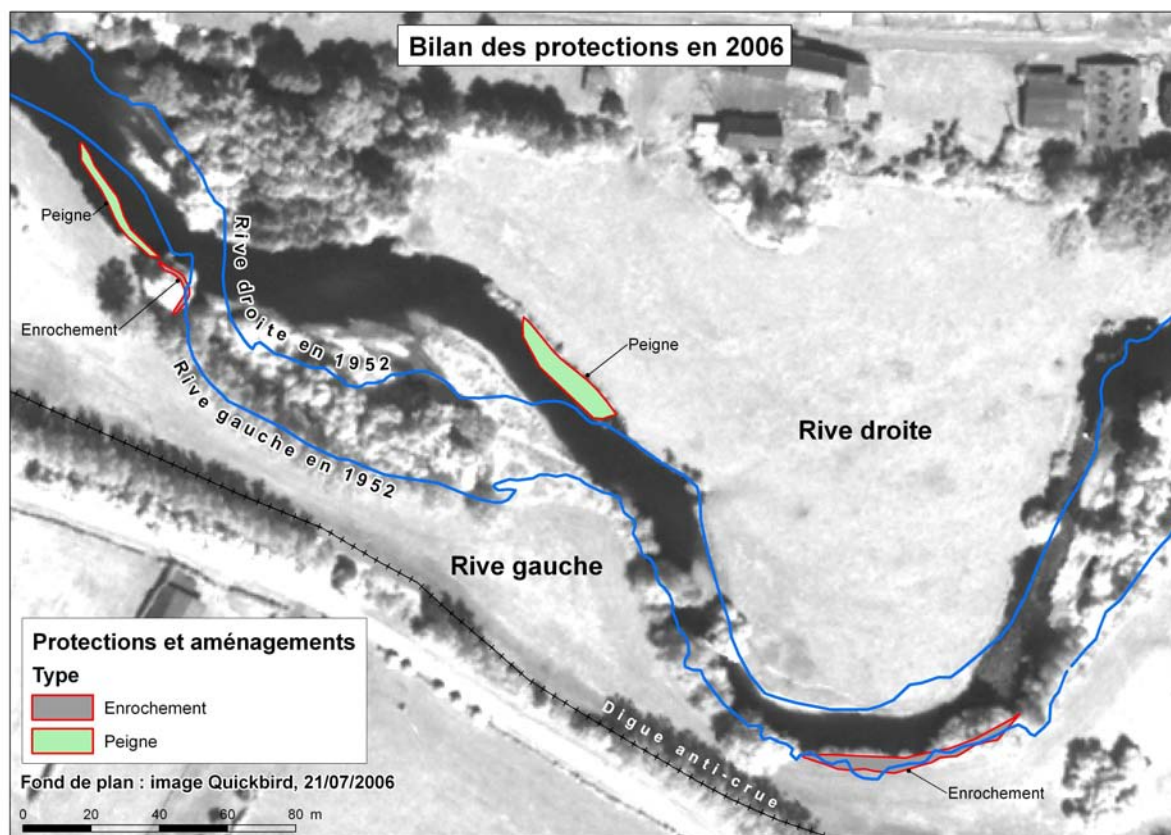 Bilan des protections en 2006
Peigne
Enrochement
Rive droite en 1952
Peigne
Rive gauche en 1952
Rive droite
Rive gauche
Protections et aménagements
Type
Enrochement
Peigne
Digue anti-crue
Enrochement
Fond de plan : image Quickbird, 21/07/2006
0 20 40 60 80 m